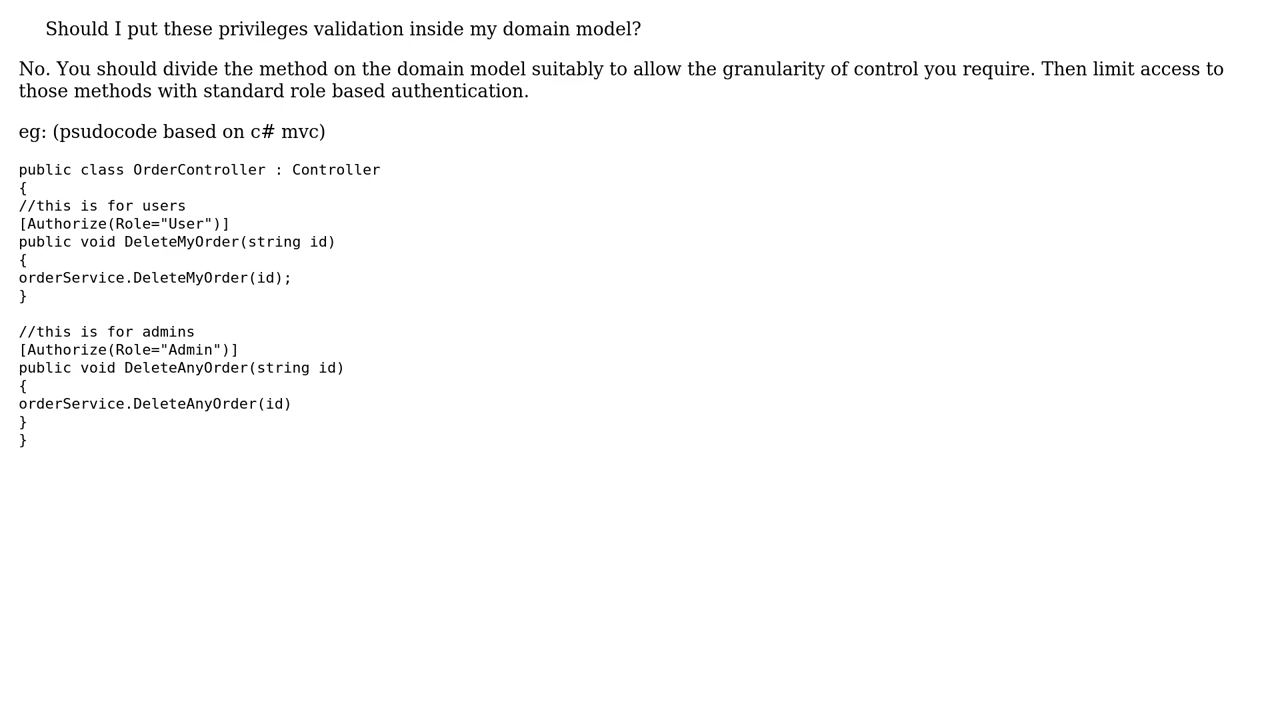 Should I put these privileges validation inside my domain model?
No. You should divide the method on the domain model suitably to allow the granularity of control you require. Then limit access to
those methods with standard role based authentication.
eg: (psudocode based on c# mvc)
public class OrderController : Controller
{
//this is for users
[Authorize(Role="User")]
public void DeleteMyOrder(string id)
{
orderService.DeleteMyOrder(id);
}
//this is for admins
[Authorize(Role="Admin")]
public void DeleteAnyOrder(string id)
{
orderService.DeleteAnyOrder(id)
}
}